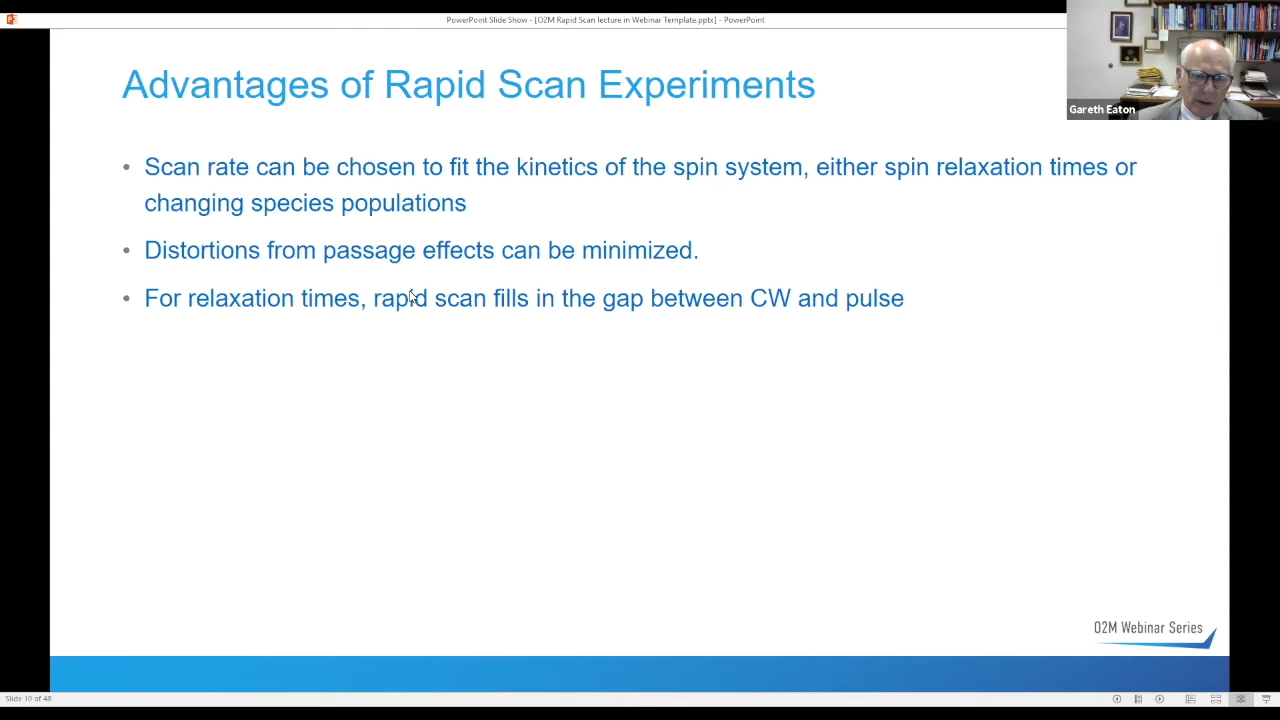 PowerPoint Slide Show - [O2M Rapid Scan lecture in Webinar Template.pptx] - PowerPoint
Gareth Eaton
Advantages of Rapid Scan Experiments
• Scan rate can be chosen to fit the kinetics of the spin system, either spin relaxation times or
changing species populations
• Distortions from passage effects can be minimized.
• For relaxation times, rapid scan fills in the gap between CW and pulse
O2M Webinar Series
Slide 10 of 48